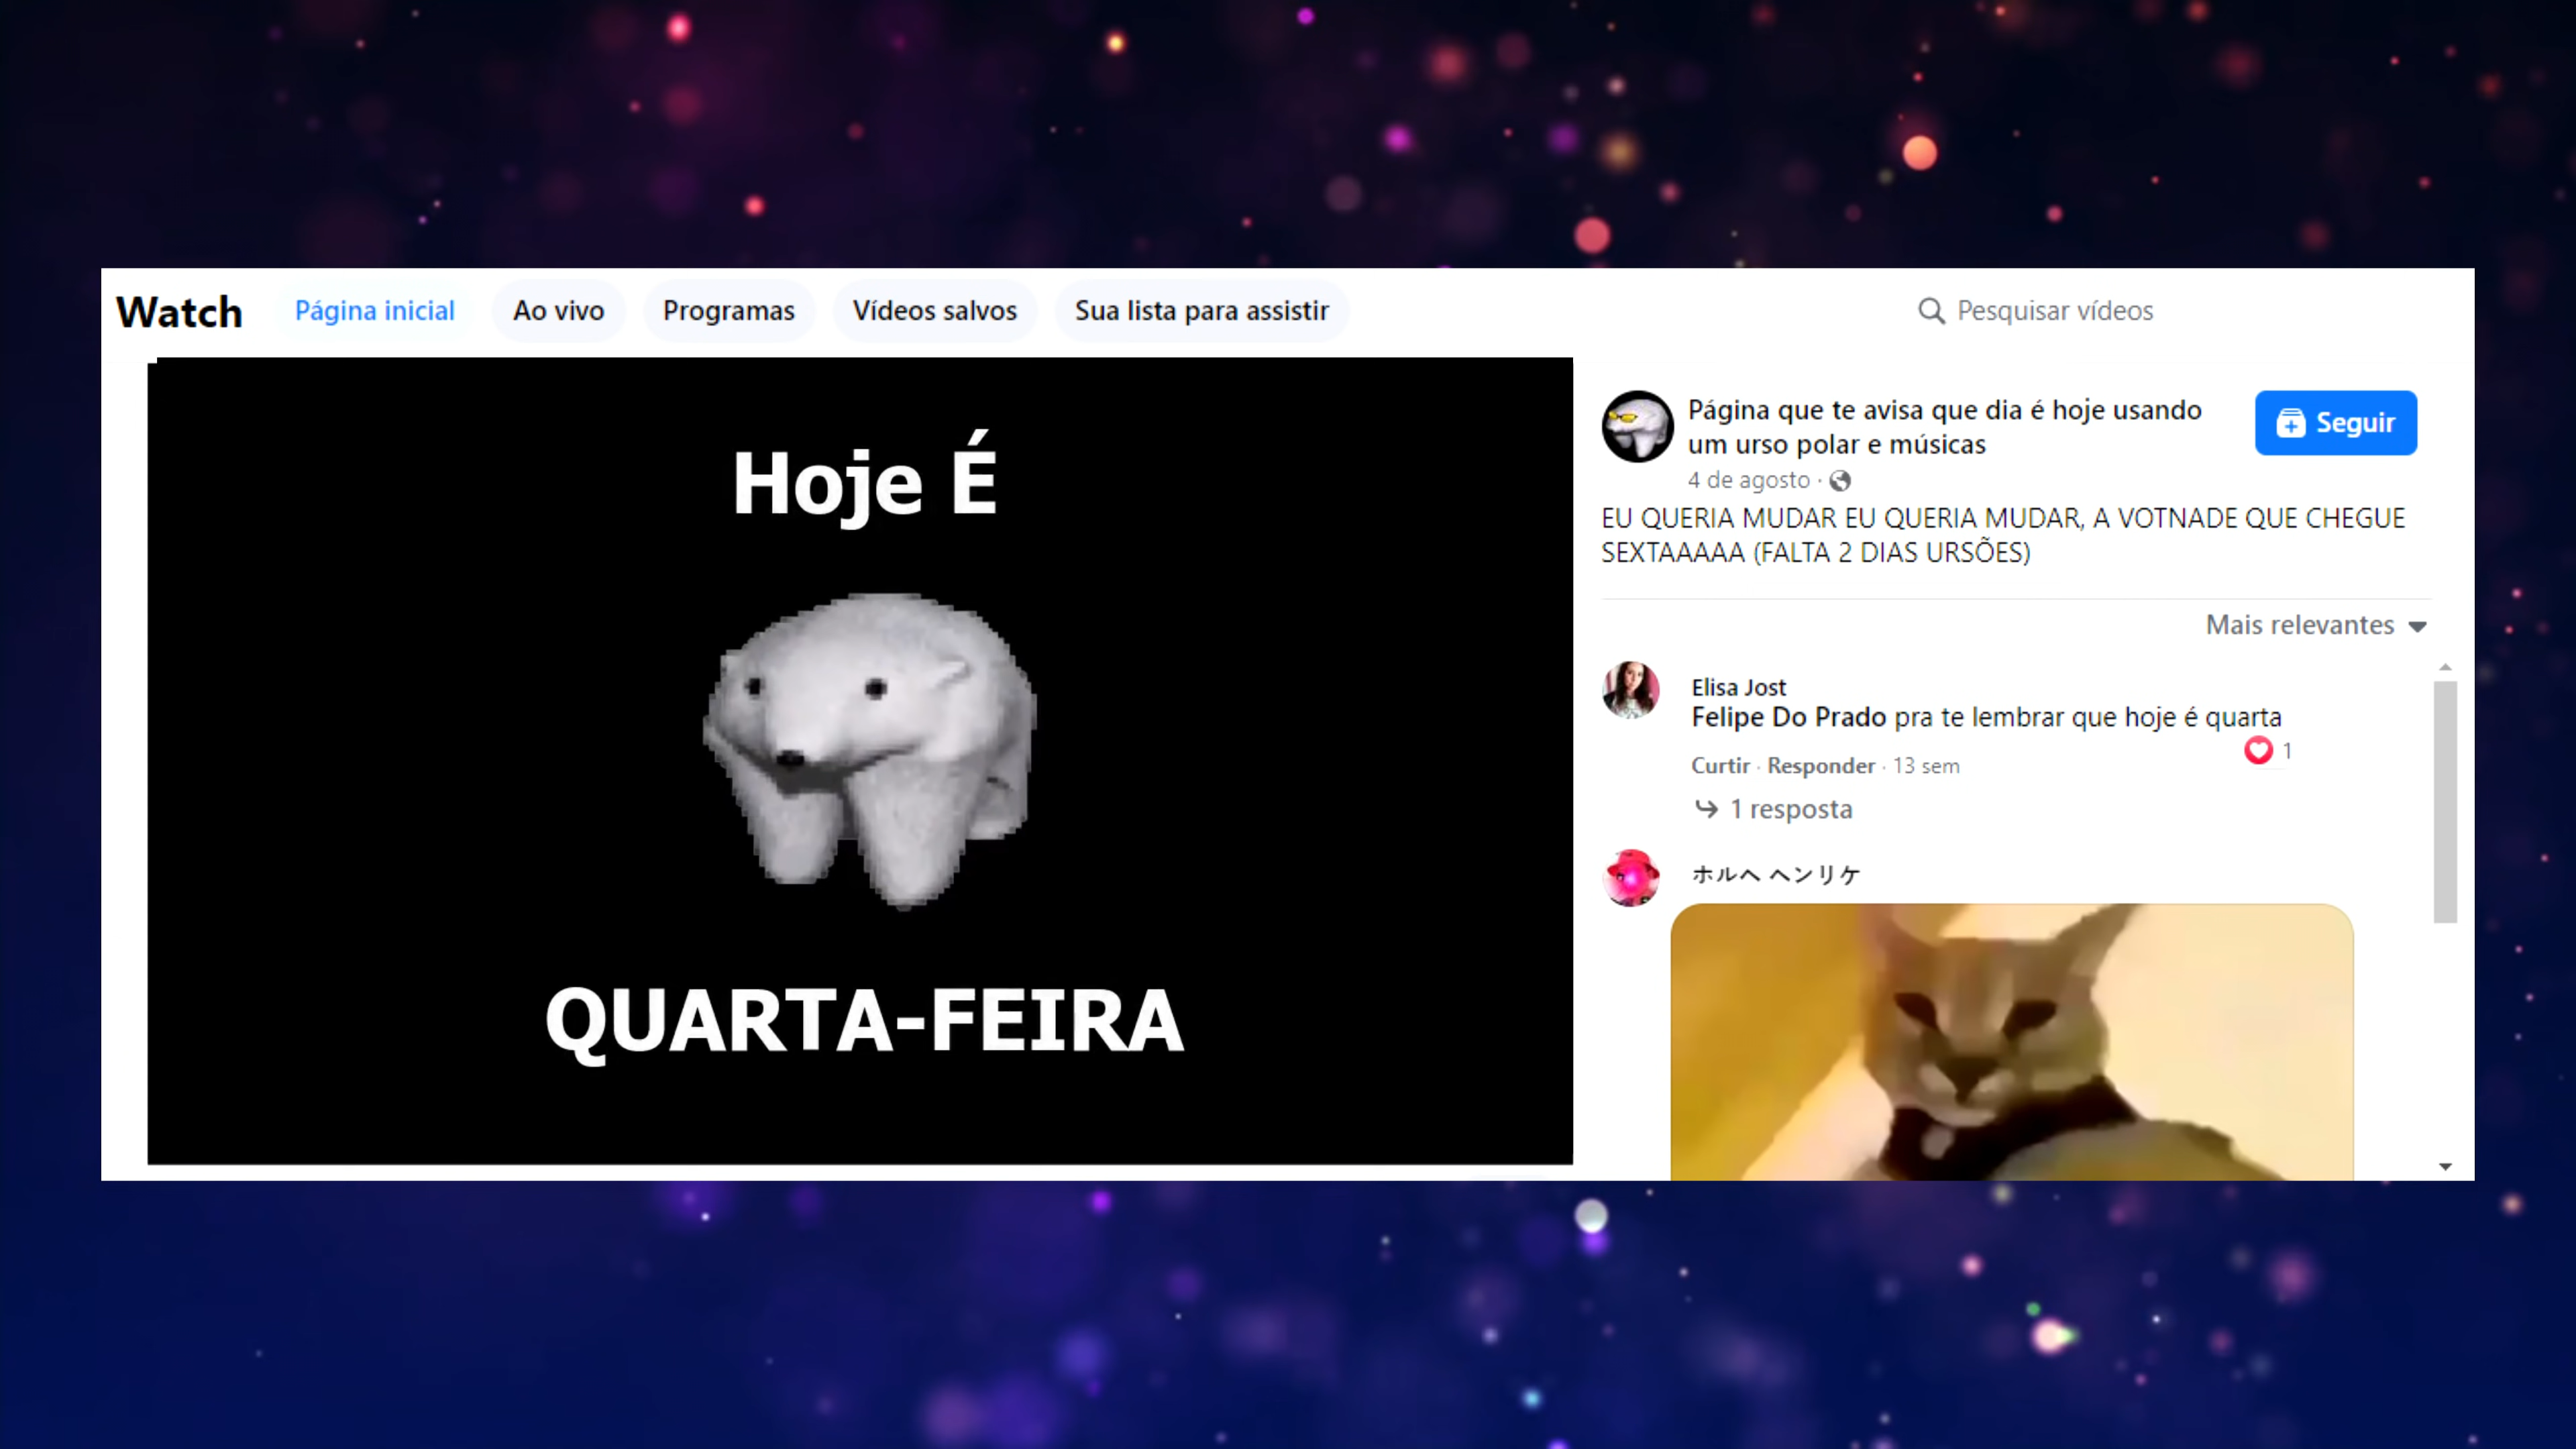 Watch
Página inicial
Ao vivo
Programas
Vídeos salvos
Sua lista para assistir
Pesquisar vídeos
Hoje É
QUARTA-FEIRA
Página que te avisa que dia é hoje usando
um urso polar e músicas
Seguir
4 de agosto ·
EU QUERIA MUDAR EU QUERIA MUDAR, A VOTNADE QUE CHEGUE
SEXTAAAAA (FALTA 2 DIAS URSÕES)
Mais relevantes
Elisa Jost
Felipe Do Prado pra te lembrar que hoje é quarta
1
Curtir · Responder · 13 sem
1 resposta
ホルヘ ヘンリケ